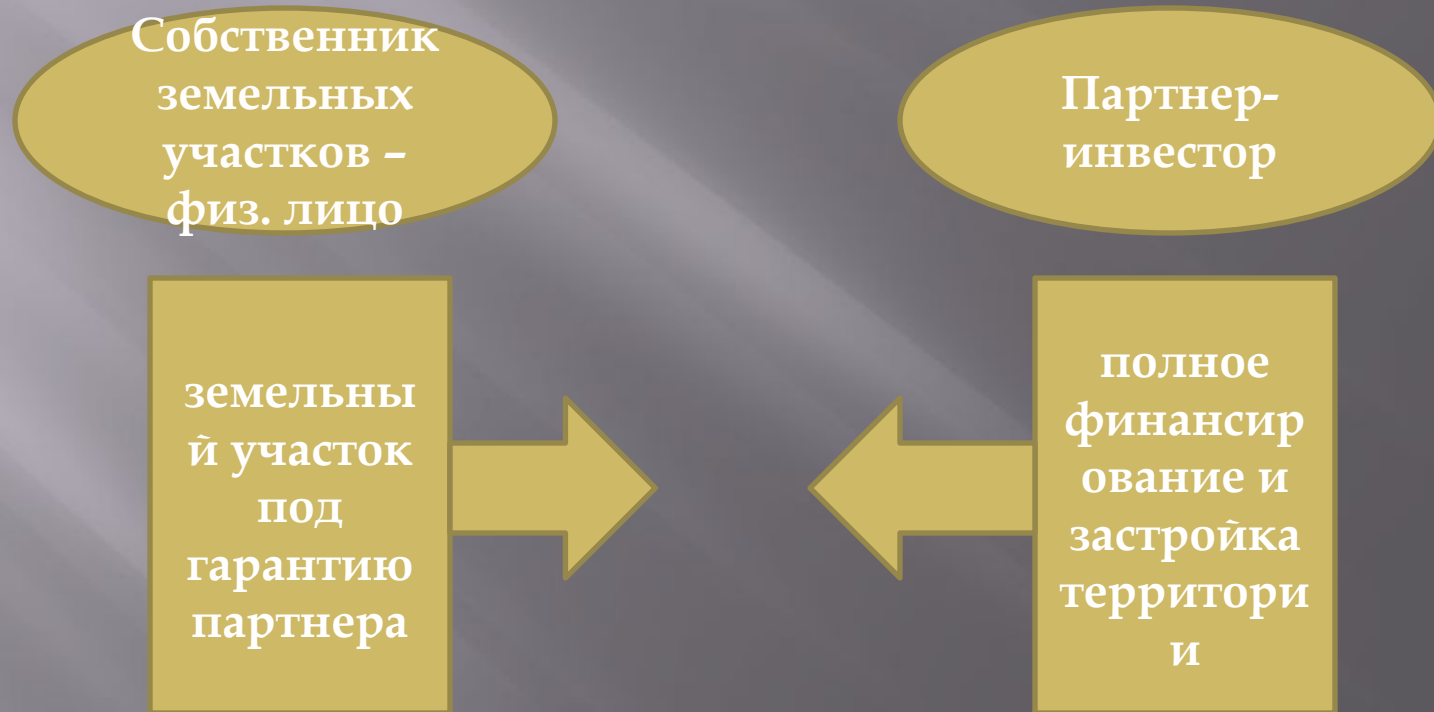 Собственник
земельных
участков –
физ. лицо
Партнер-
инвестор
земельны
й участок
под
гарантию
партнера
полное
финансир
ование и
застройка
территори
и